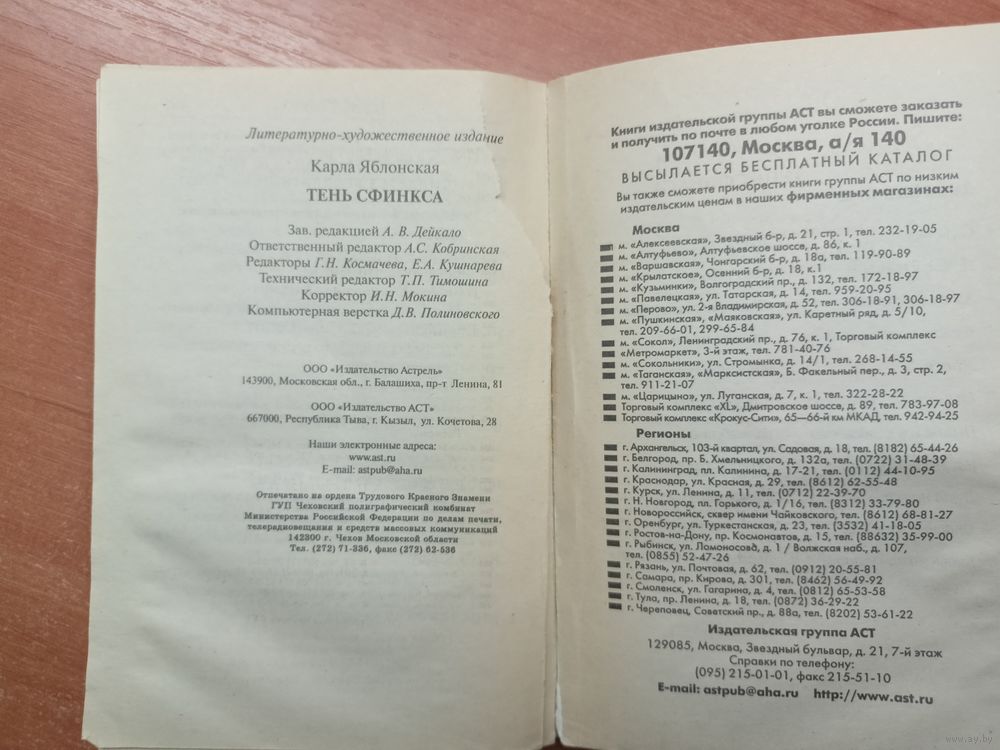 Литературно-художественное издание
Карла Яблонская
ТЕНЬ СФИНКСА
Зав. редакцией А. В. Дейкало
Ответственный редактор А.С. Кобринская
Редакторы Г.Н. Космачева, Е.А. Кушнарева
Технический редактор Т.П. Тимошина
Корректор И.Н. Мокина
Компьютерная верстка Д.В. Полиновского
ООО «Издательство Астрель»
143900, Московская обл., г. Балашиха, пр-т Ленина, 81
ООО «Издательство АСТ»
667000, Республика Тыва, г. Кызыл, ул. Кочетова, 28
Наши электронные адреса:
www.ast.ru
E-mail: astpub@aha.ru
Отпечатано на ордена Трудового Красного Знамени
ГУП Чеховский полиграфический комбинат
Министерства Российской Федерации по делам печати,
телерадиовещания и средств массовых коммуникаций
142300 г. Чехов Московской области
Тел. (272) 71-336, факс (272) 62-536
Книги издательской группы АСТ вы сможете заказать
и получить по почте в любом уголке России. Пишите:
107140, Москва, а/я 140
ВЫСЫЛАЕТСЯ БЕСПЛАТНЫЙ КАТАЛОГ
Вы также сможете приобрести книги группы АСТ по низким
издательским ценам в наших фирменных магазинах:
Москва
м. «Алексеевская», Звездный б-р, д. 21, стр. 1, тел. 232-19-05
м. «Алтуфьево», Алтуфьевское шоссе, д. 86, к. 1
м. «Варшавская», Чонгарский б-р, д. 18а, тел. 119-90-89
м. «Крылатское», Осенний б-р, д. 18, к.1
м. «Кузьминки», Волгоградский пр., д. 132, тел. 172-18-97
м. «Павелецкая», ул. Татарская, д. 14, тел. 959-20-95
м. «Перово», ул. 2-я Владимирская, д. 52, тел. 306-18-91, 306-18-97
м. «Пушкинская», «Маяковская», ул. Каретный ряд, д. 5/10,
тел. 209-66-01, 299-65-84
м. «Сокол», Ленинградский пр., д. 76, к. 1, Торговый комплекс
«Метромаркет», 3-й этаж, тел. 781-40-76
м. «Сокольники», ул. Стромынка, д. 14/1, тел. 268-14-55
м. «Таганская», «Марксистская», Б. Факельный пер., д. 3, стр. 2,
тел. 911-21-07
м. «Царицыно», ул. Луганская, д. 7, к. 1, тел. 322-28-22
Торговый комплекс «XL», Дмитровское шоссе, д. 89, тел. 783-97-08
Торговый комплекс «Крокус-Сити», 65—66-й км МКАД, тел. 942-94-25
Регионы
г. Архангельск, 103-й квартал, ул. Садовая, д. 18, тел. (8182) 65-44-26
г. Белгород, пр. Б. Хмельницкого, д. 132а, тел. (0722) 31-48-39
г. Калининград, пл. Калинина, д. 17-21, тел. (0112) 44-10-95
г. Краснодар, ул. Красная, д. 29, тел. (8612) 62-55-48
г. Курск, ул. Ленина, д. 11, тел. (0712) 22-39-70
г. Н. Новгород, пл. Горького, д. 1/16, тел. (8312) 33-79-80
г. Новороссийск, сквер имени Чайковского, тел. (8612) 68-81-27
г. Оренбург, ул. Туркестанская, д. 23, тел. (3532) 41-18-05
г. Ростов-на-Дону, пр. Космонавтов, д. 15, тел. (88632) 35-99-00
г. Рыбинск, ул. Ломоносова, д. 1 / Волжская наб., д. 107,
тел. (0855) 52-47-26
г. Рязань, ул. Почтовая, д. 62, тел. (0912) 20-55-81
г. Самара, пр. Кирова, д. 301, тел. (8462) 56-49-92
г. Смоленск, ул. Гагарина, д. 4, тел. (0812) 65-53-58
г. Тула, пр. Ленина, д. 18, тел. (0872) 36-29-22
г. Череповец, Советский пр., д. 88а, тел. (8202) 53-61-22
Издательская группа АСТ
129085, Москва, Звездный бульвар, д. 21, 7-й этаж
Справки по телефону:
(095) 215-01-01, факс 215-51-10
E-mail: astpub@aha.ru http://www.ast.ru
www.ay.by